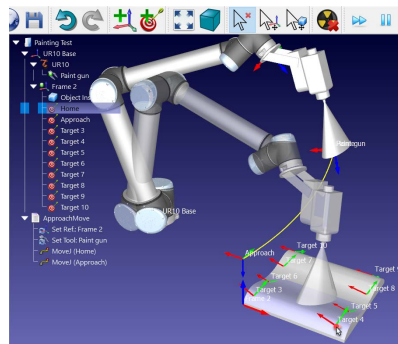 Painting Test
UR10 Base
UR10
Paint gun
Frame 2
Object Ins
Home
Approach
Target 3
Target 4
Target 5
Target 6
Target 7
Target 8
Target 9
Target 10
ApproachMove
Set Ref.: Frame 2
Set Tool: Paint gun
MoveJ (Home)
MoveJ (Approach)
UR10 Base
Approach
Target 10
Target 7
Target 6
Target 8
Target 3
Target 5
Target 4